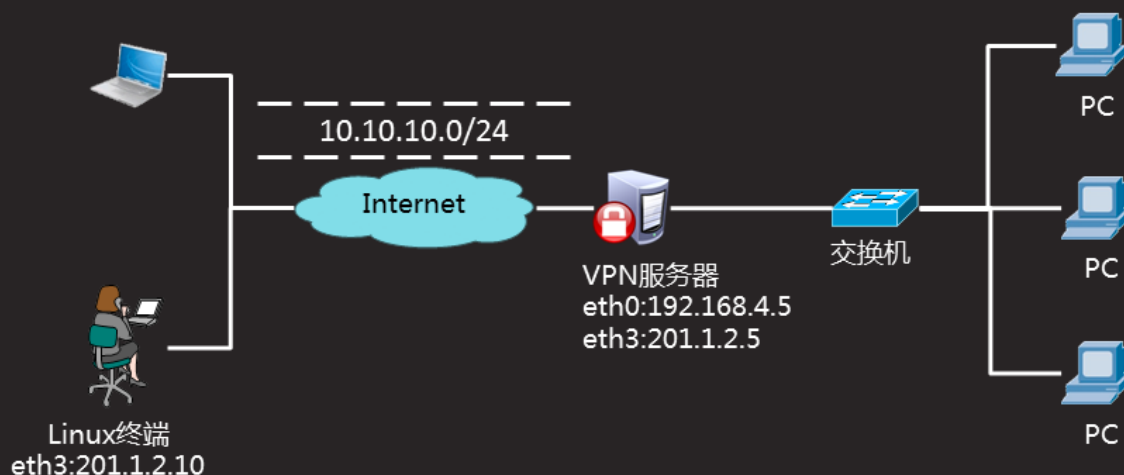 10.10.10.0/24
Internet
VPN服务器
eth0:192.168.4.5
eth3:201.1.2.5
交换机
PC
PC
PC
Linux终端
eth3:201.1.2.10